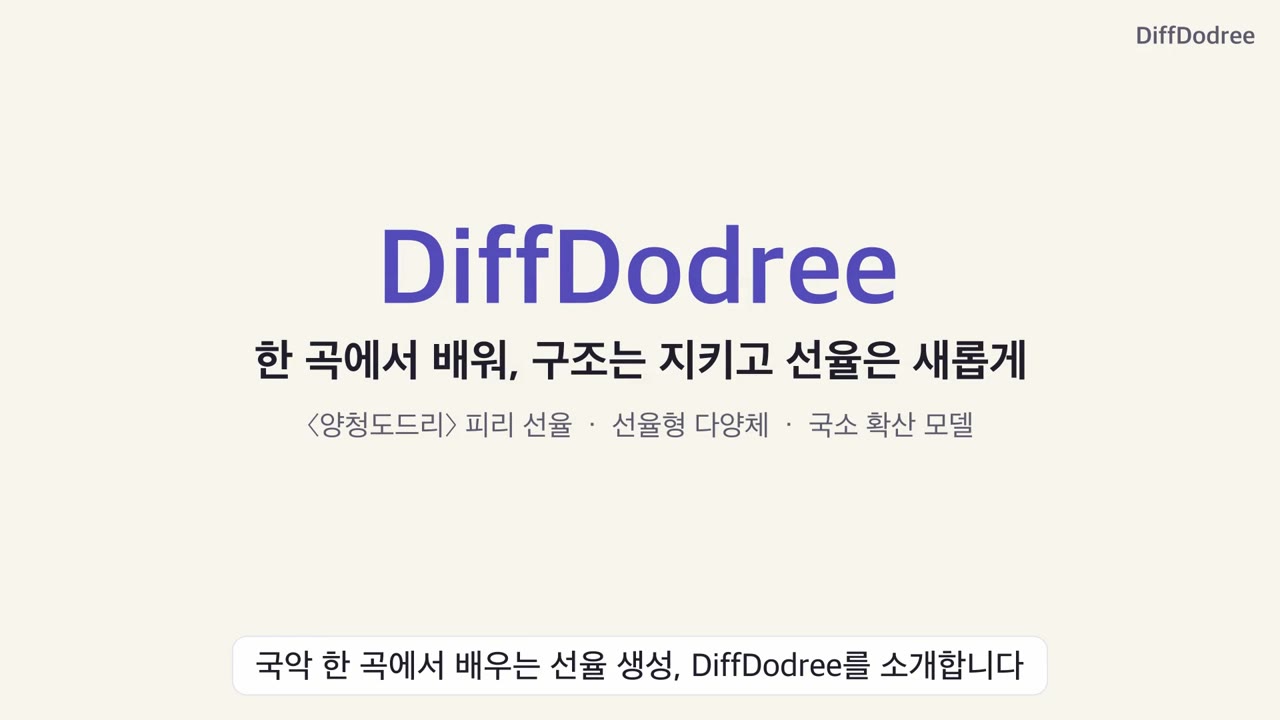 DiffDodree
DiffDodree
한 곡에서 배워, 구조는 지키고 선율은 새롭게
〈양청도드리〉 피리 선율 · 선율형 다양체 · 국소 확산 모델
국악 한 곡에서 배우는 선율 생성, DiffDodree를 소개합니다